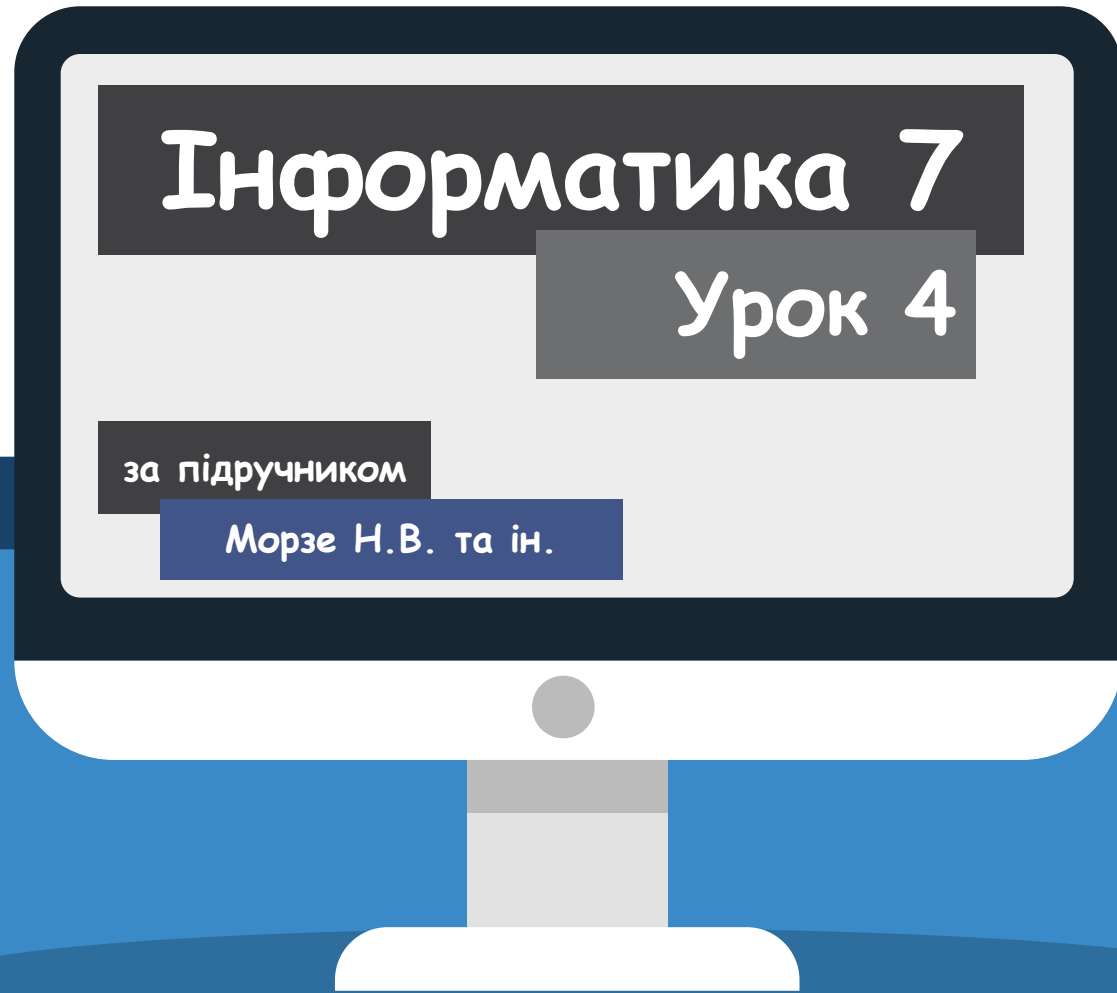 Інформатика 7
Урок 4
за підручником
Морзе Н.В. та ін.